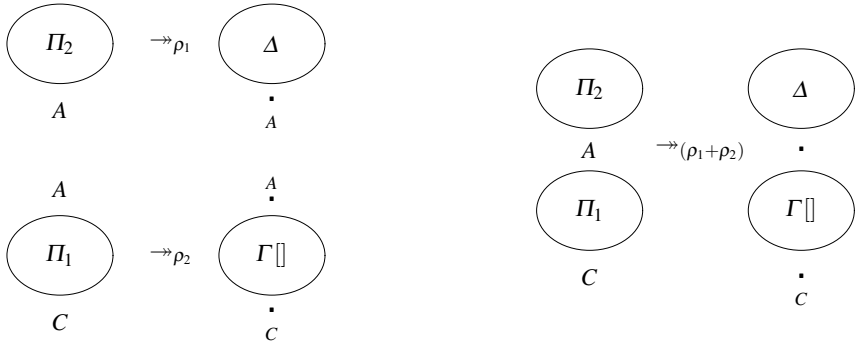 Π₂ ↠ρ₁ Δ
A A
Π₂ Δ
A ↠(ρ₁+ρ₂)
A A
Π₁ ↠ρ₂ Γ[]
C C
Π₁ Γ[]
C C